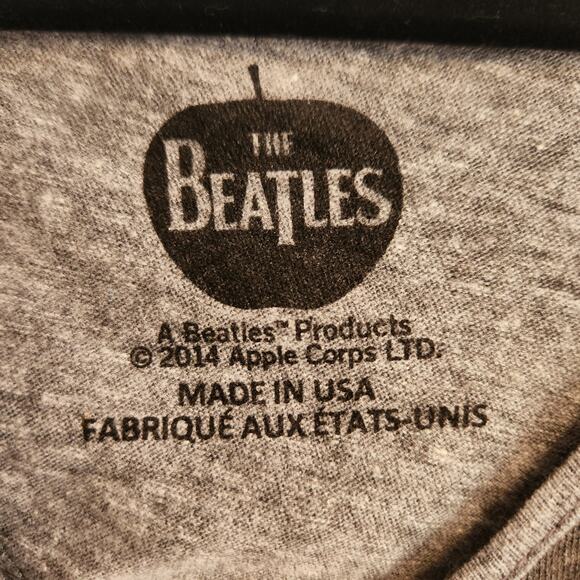 THE
BEATLES
A Beatles™ Products
© 2014 Apple Corps LTD.
MADE IN USA
FABRIQUÉ AUX ÉTATS-UNIS